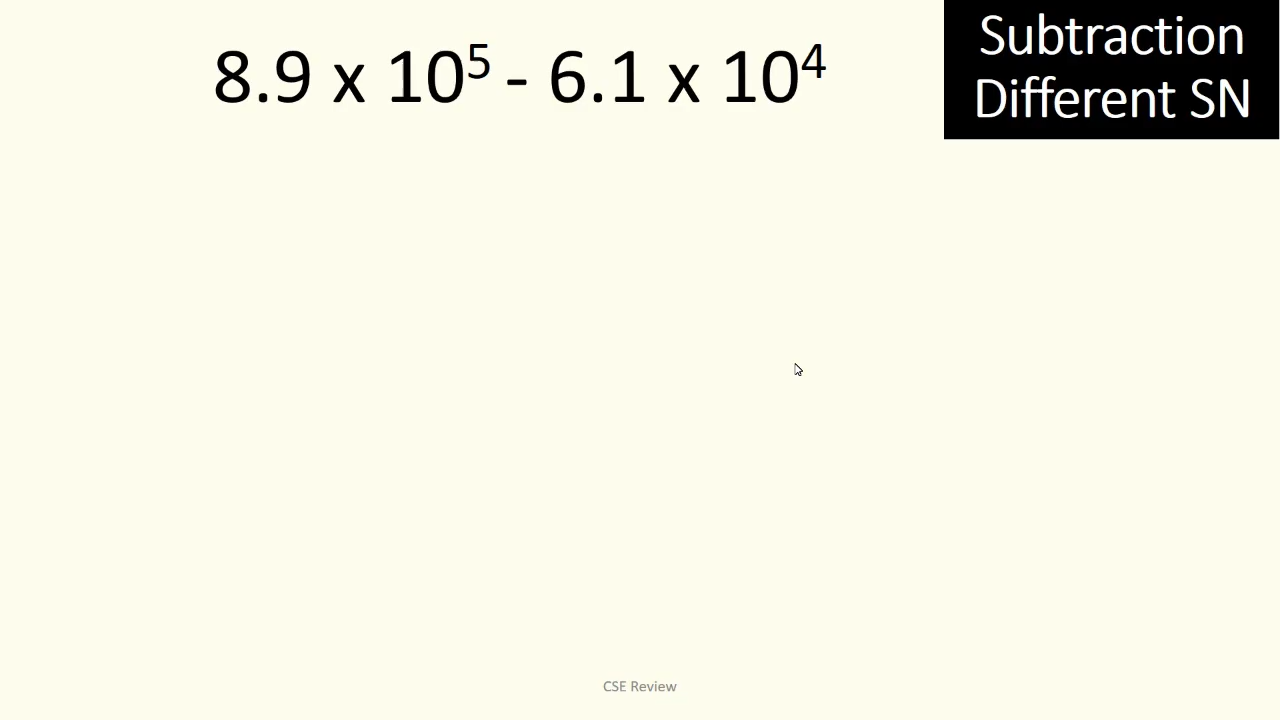 8.9 x 10⁵ - 6.1 x 10⁴
Subtraction
Different SN
CSE Review